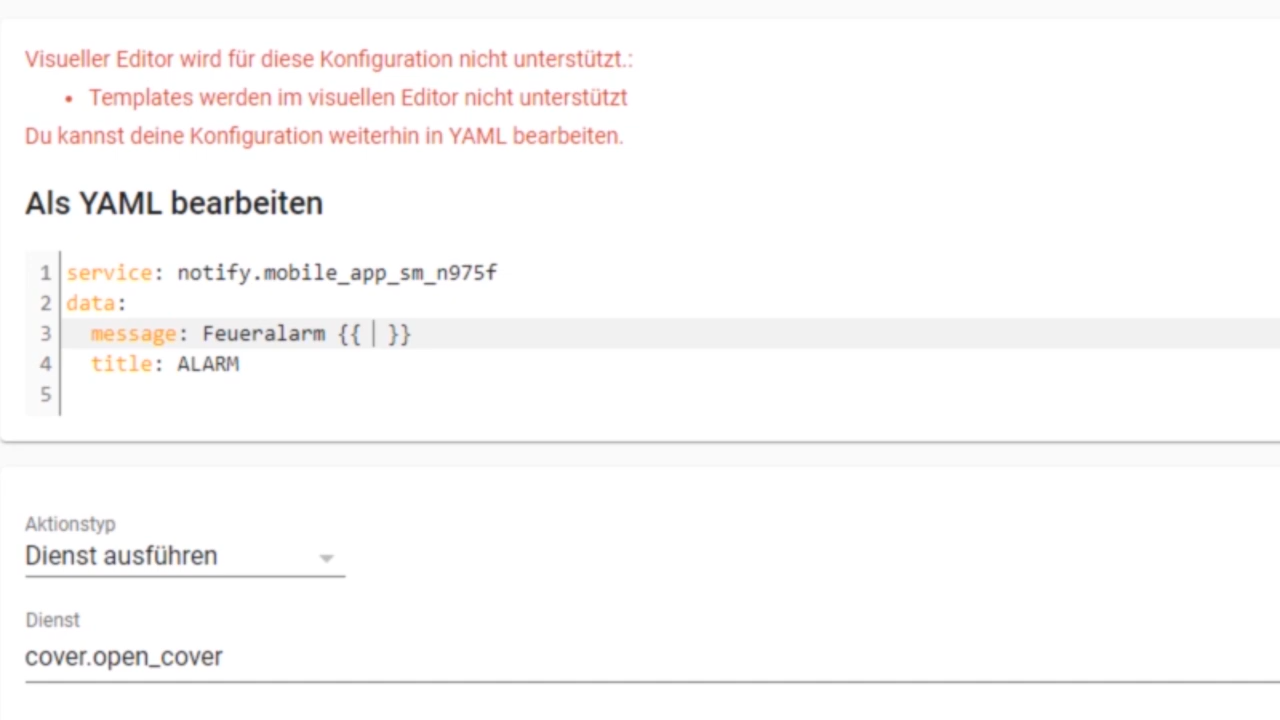 Visueller Editor wird für diese Konfiguration nicht unterstützt.:
• Templates werden im visuellen Editor nicht unterstützt
Du kannst deine Konfiguration weiterhin in YAML bearbeiten.
Als YAML bearbeiten
1 service: notify.mobile_app_sm_n975f
2 data:
3   message: Feueralarm {{  }}
4   title: ALARM
5
Aktionstyp
Dienst ausführen
Dienst
cover.open_cover